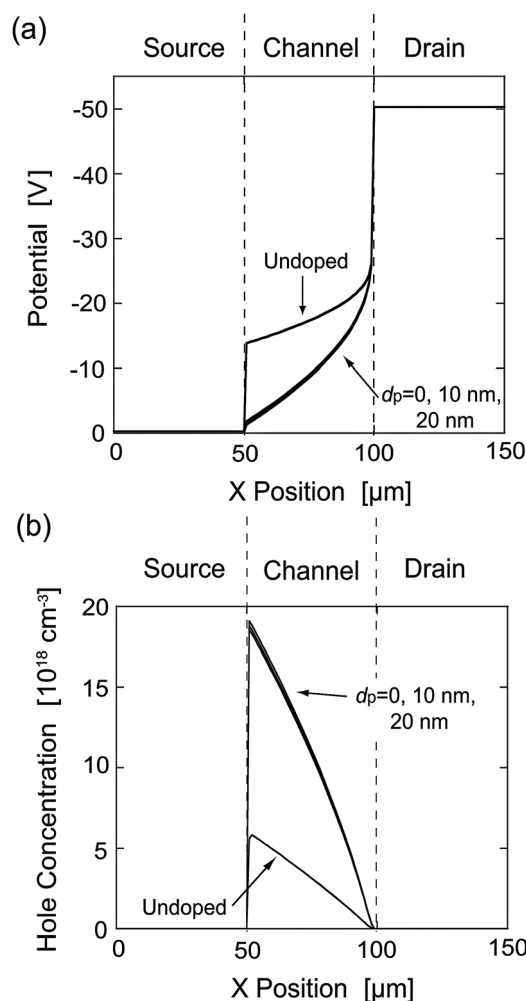 (a)
Source Channel Drain
-50
-40
-30
-20
-10
0
Potential [V]
Undoped
dp=0, 10 nm,
20 nm
0 50 100 150
X Position [μm]
(b)
Source Channel Drain
20
15
10
5
0
Hole Concentration [10¹⁸ cm⁻³]
dp=0, 10 nm,
20 nm
Undoped
0 50 100 150
X Position [μm]